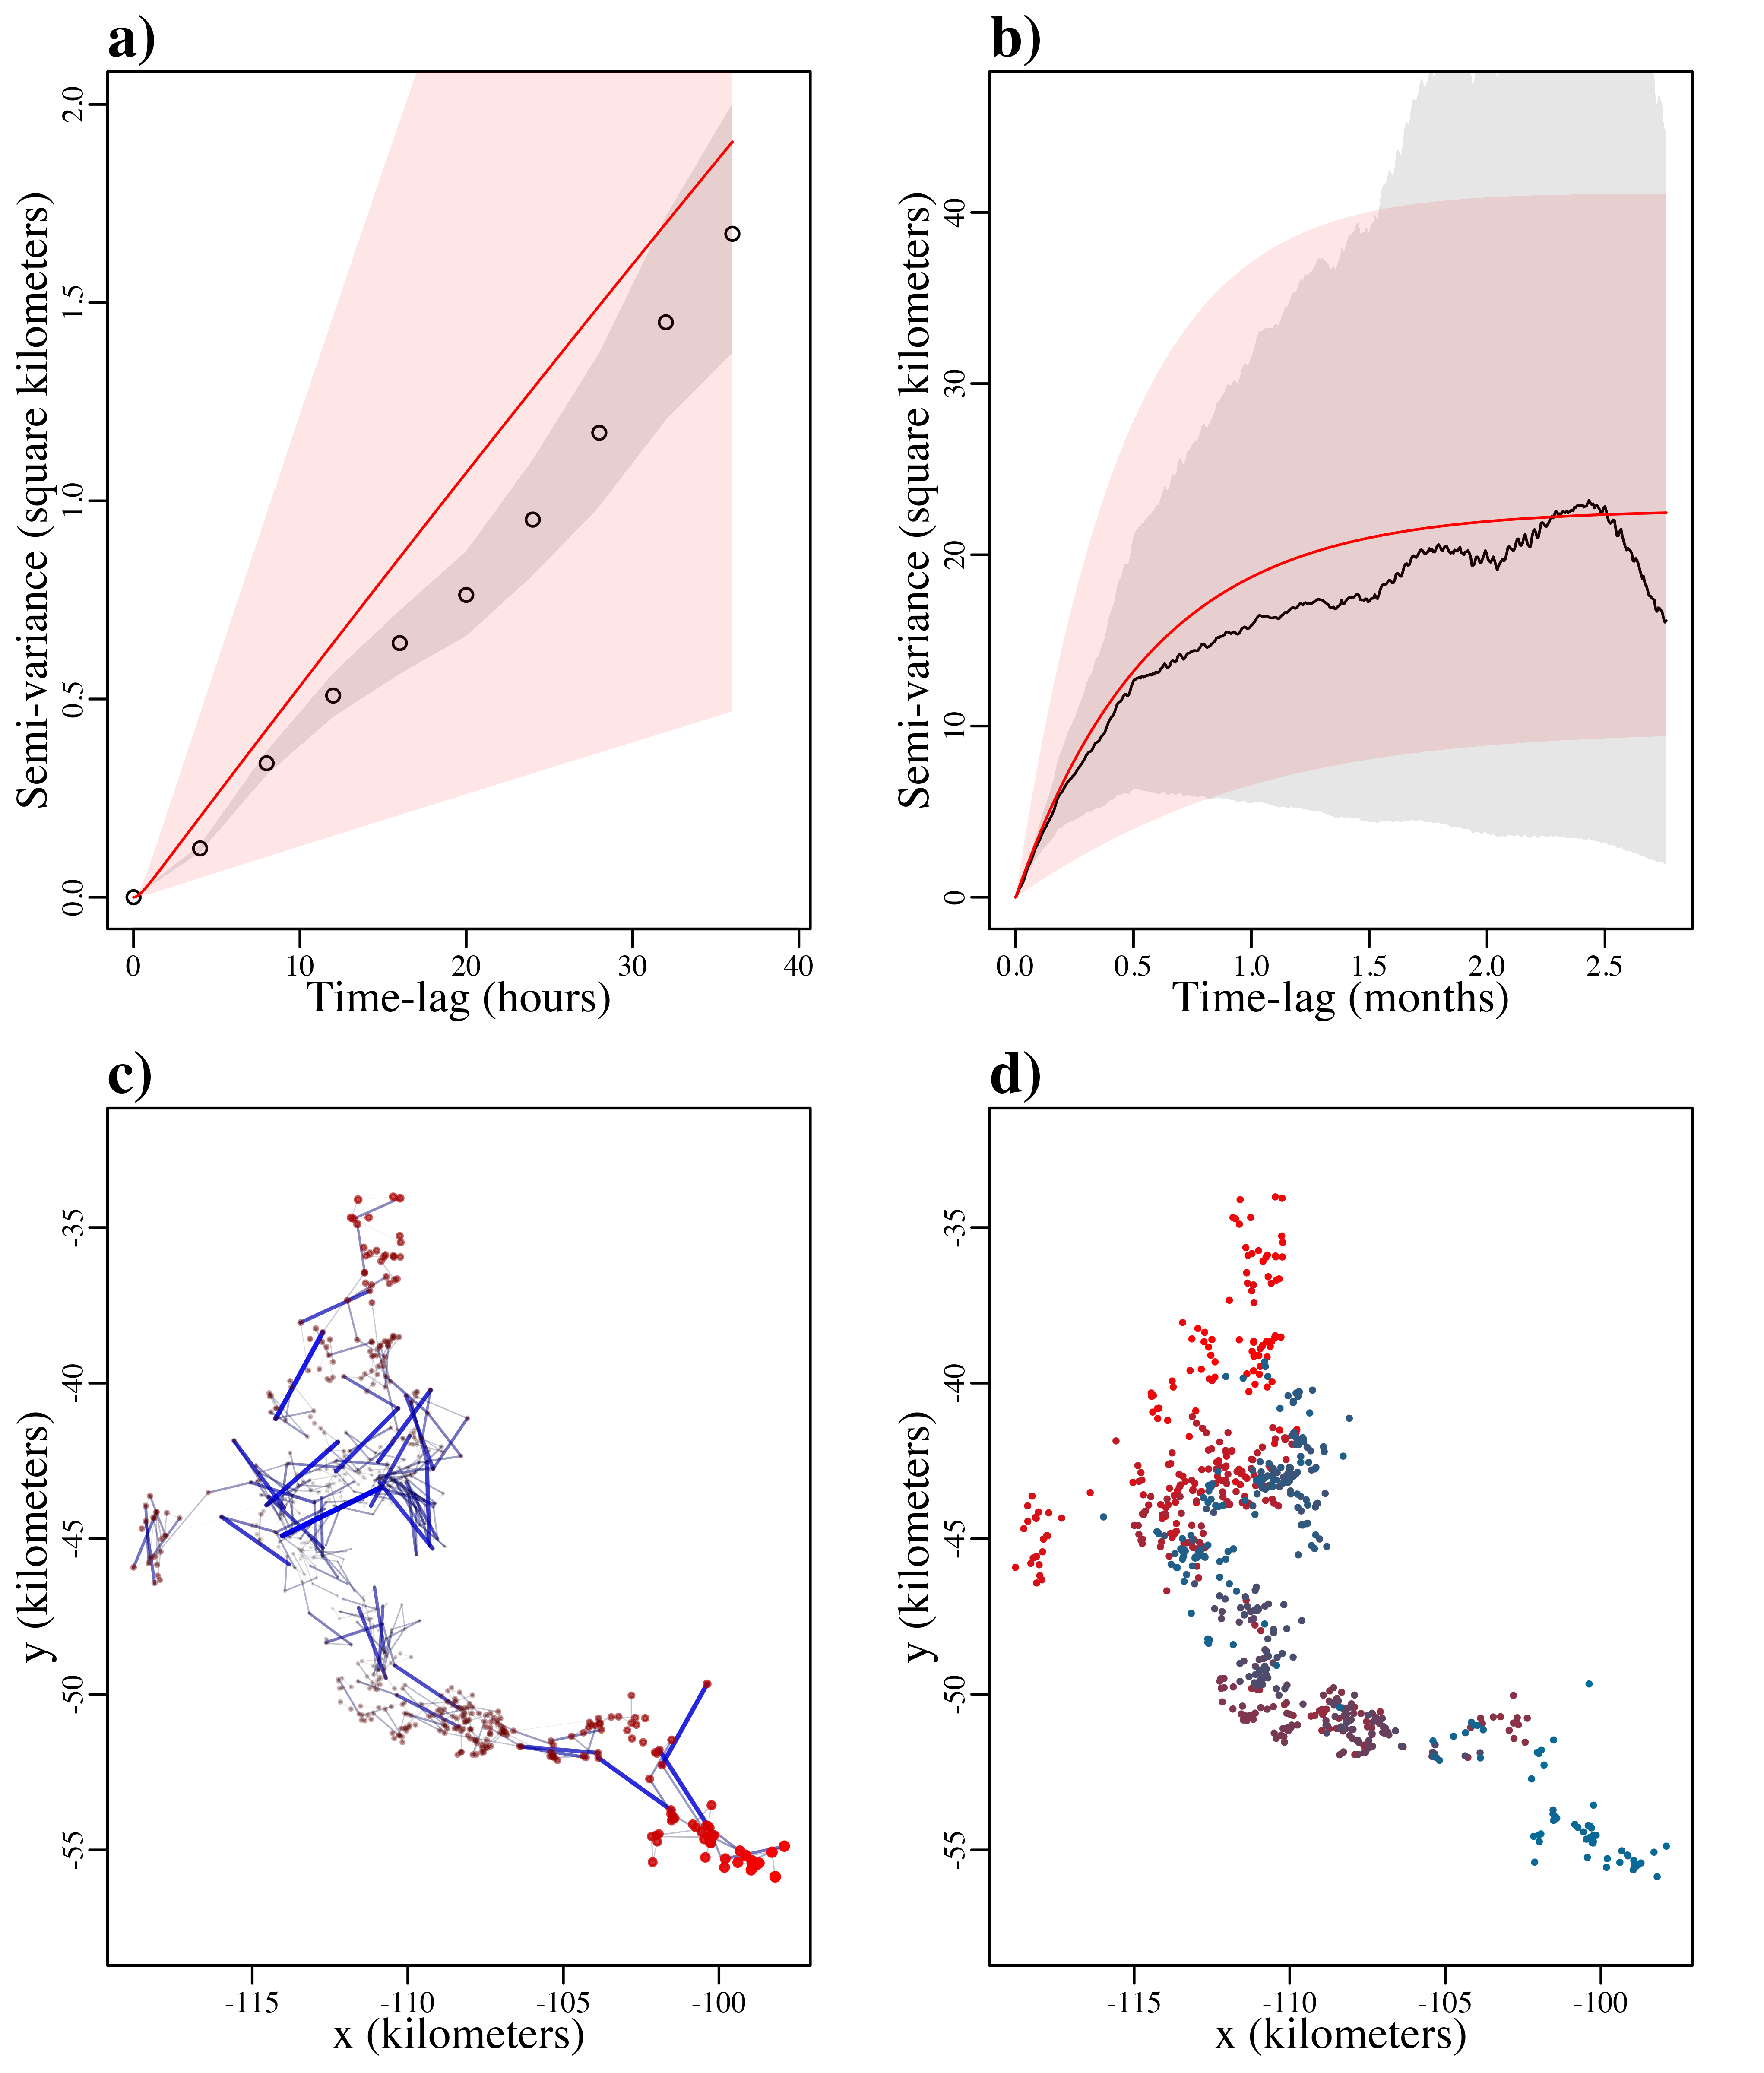 a)
Semi-variance (square kilometers)
2.0
1.5
1.0
0.5
0.0
0 10 20 30 40
Time-lag (hours)
b)
Semi-variance (square kilometers)
40
30
20
10
0
0.0 0.5 1.0 1.5 2.0 2.5
Time-lag (months)
c)
y (kilometers)
-35
-40
-45
-50
-55
-115 -110 -105 -100
x (kilometers)
d)
y (kilometers)
-35
-40
-45
-50
-55
-115 -110 -105 -100
x (kilometers)